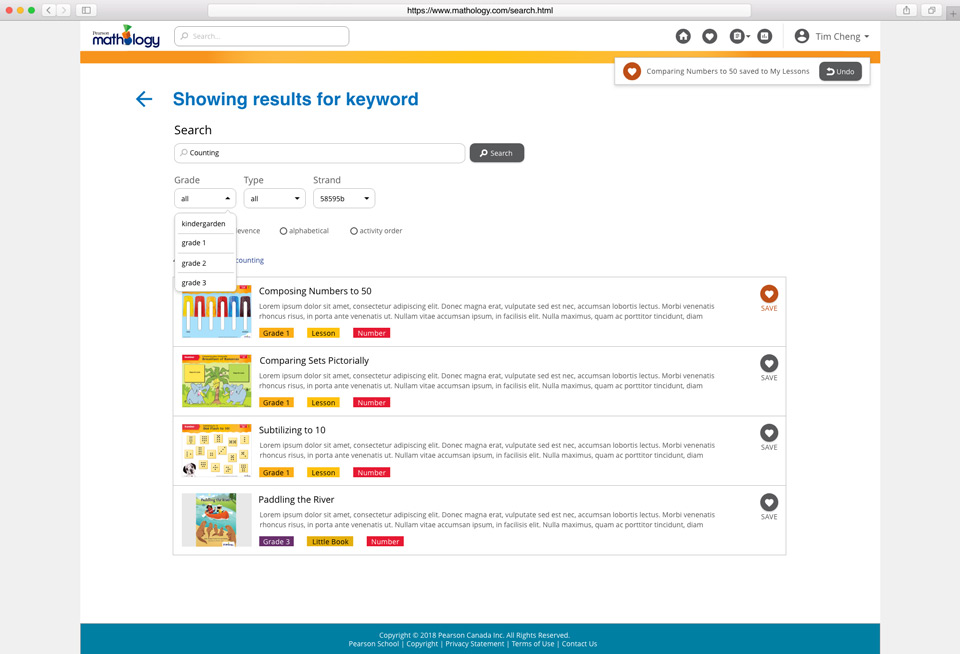 https://www.mathology.com/search.html
Pearson
mathology
Search...
Tim Cheng
Comparing Numbers to 50 saved to My Lessons
Undo
Showing results for keyword
Search
Counting
Search
Grade
Type
Strand
all
all
58595b
kindergarden
grade 1
grade 2
grade 3
evence
alphabetical
activity order
counting
Composing Numbers to 50
Lorem ipsum dolor sit amet, consectetur adipiscing elit. Donec magna erat, vulputate sed est nec, accumsan lobortis lectus. Morbi venenatis
rhoncus risus, in porta ante venenatis ut. Nullam vitae accumsan ipsum, in facilisis elit. Nulla maximus, quam ac porttitor tincidunt, diam
Grade 1
Lesson
Number
SAVE
Comparing Sets Pictorially
Lorem ipsum dolor sit amet, consectetur adipiscing elit. Donec magna erat, vulputate sed est nec, accumsan lobortis lectus. Morbi venenatis
rhoncus risus, in porta ante venenatis ut. Nullam vitae accumsan ipsum, in facilisis elit. Nulla maximus, quam ac porttitor tincidunt, diam
Grade 1
Lesson
Number
SAVE
Subtilizing to 10
Lorem ipsum dolor sit amet, consectetur adipiscing elit. Donec magna erat, vulputate sed est nec, accumsan lobortis lectus. Morbi venenatis
rhoncus risus, in porta ante venenatis ut. Nullam vitae accumsan ipsum, in facilisis elit. Nulla maximus, quam ac porttitor tincidunt, diam
Grade 1
Lesson
Number
SAVE
Paddling the River
Paddling the River
Lorem ipsum dolor sit amet, consectetur adipiscing elit. Donec magna erat, vulputate sed est nec, accumsan lobortis lectus. Morbi venenatis
rhoncus risus, in porta ante venenatis ut. Nullam vitae accumsan ipsum, in facilisis elit. Nulla maximus, quam ac porttitor tincidunt, diam
Grade 3
Little Book
Number
SAVE
Copyright © 2018 Pearson Canada Inc. All Rights Reserved.
Pearson School | Copyright | Privacy Statement | Terms of Use | Contact Us